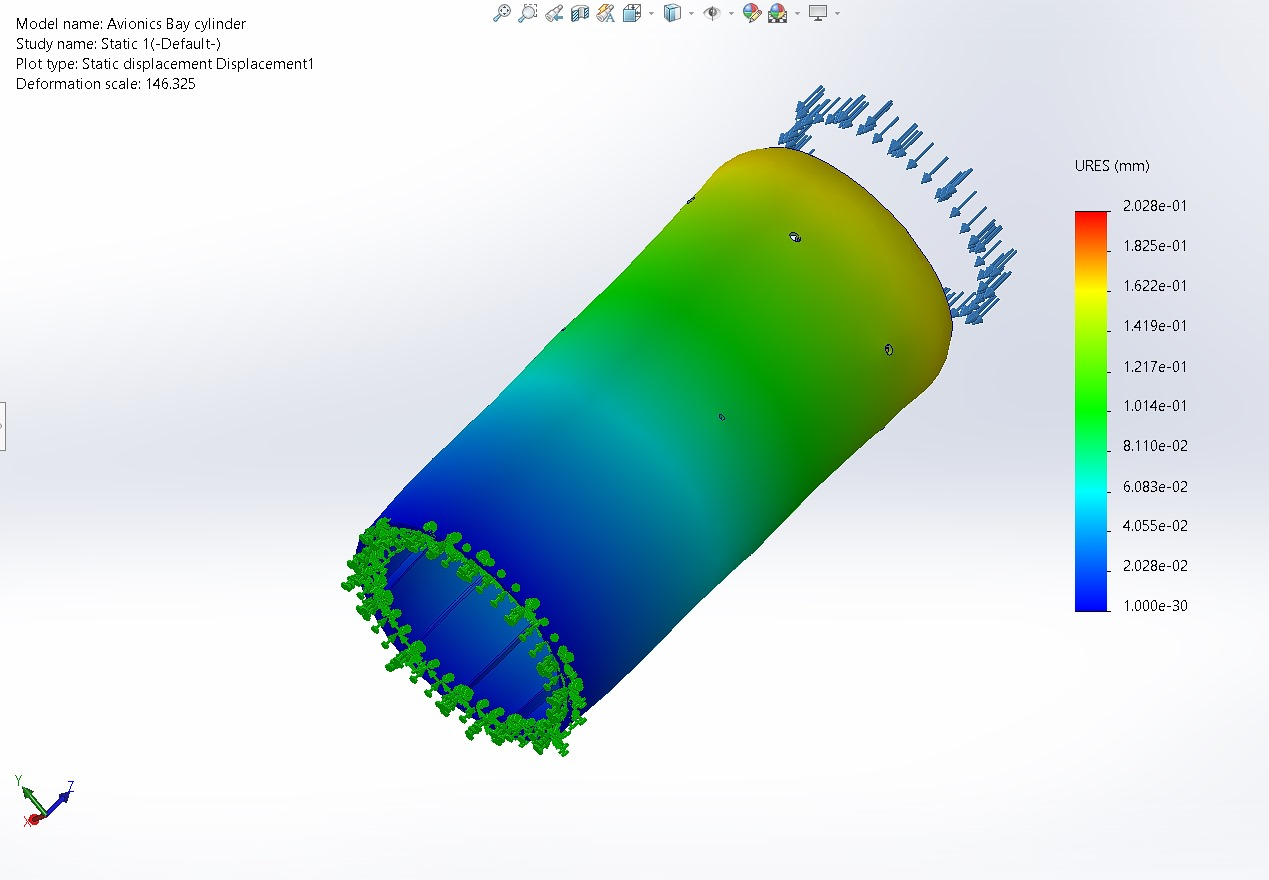 Model name: Avionics Bay cylinder
Study name: Static 1(-Default-)
Plot type: Static displacement Displacement1
Deformation scale: 146.325
URES (mm)
2.028e-01
1.825e-01
1.622e-01
1.419e-01
1.217e-01
1.014e-01
8.110e-02
6.083e-02
4.055e-02
2.028e-02
1.000e-30
Y
Z
X